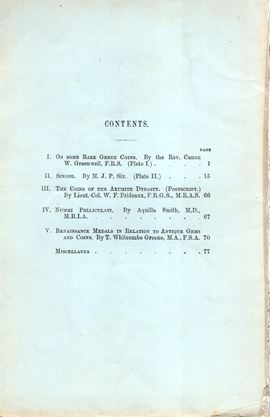 CONTENTS.
PAGE
I. On some Rare Greek Coins. By the Rev. Canon
W. Greenwell, F.R.S. (Plate I.) . . . . 1
II. Sinope. By M. J. P. Six. (Plate II.) . . . 15
III. The Coins of the Axumite Dynasty. (Postscript.)
By Lieut.-Col. W. F. Prideaux, F.R.G.S., M.R.A.S. 66
IV. Nummi Pelliculati. By Aquilla Smith, M.D.,
M.R.I.A. . . . . . . . 67
V. Renaissance Medals in Relation to Antique Gems
and Coins. By T. Whitcombe Greene, M.A., F.S.A. 70
Miscellanea . . . . . . . 77